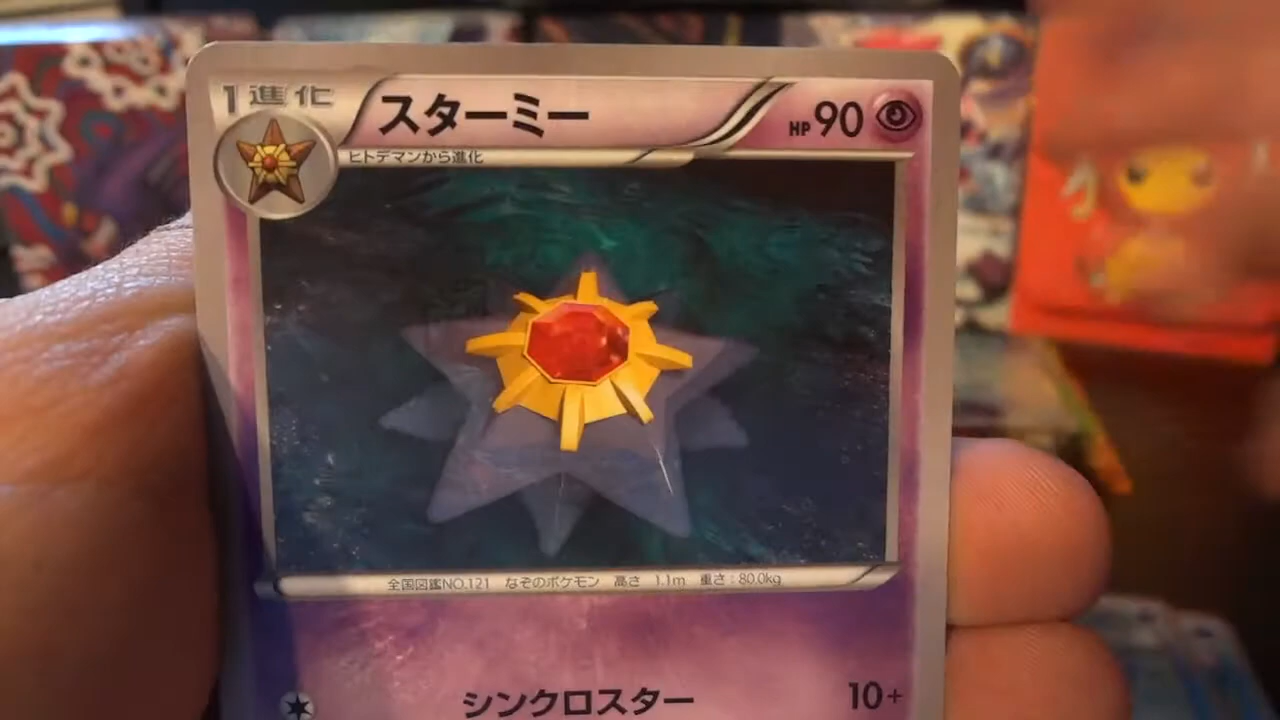 1進化
スターミー
HP90
ヒトデマンから進化
全国図鑑NO.121 なぞのポケモン 高さ 1.1m 重さ:80.0kg
シンクロスター 10+